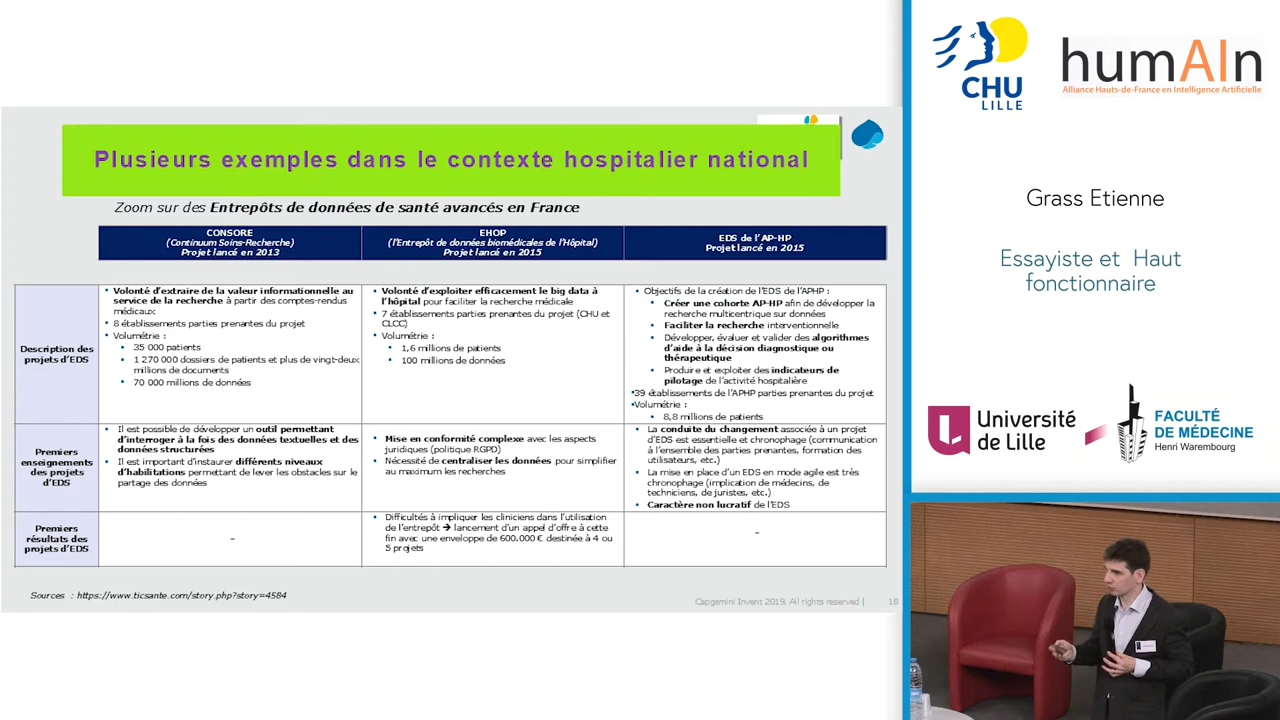 Plusieurs exemples dans le contexte hospitalier national
Zoom sur des Entrepôts de données de santé avancés en France
CONSORE
(Continuum Soins-Recherche)
Projet lancé en 2013
EHOP
(l'Entrepôt de données biomédicales de l'Hôpital)
Projet lancé en 2015
EDS de l'AP-HP
Projet lancé en 2015
Description des
projets d'EDS
• Volonté d'extraire de la valeur informationnelle au
service de la recherche à partir des comptes-rendus
médicaux
• 8 établissements parties prenantes du projet
• Volumétrie :
• 35 000 patients
• 1 270 000 dossiers de patients et plus de vingt-deux
millions de documents
• 70 000 millions de données
• Volonté d'exploiter efficacement le big data à
l'hôpital pour faciliter la recherche médicale
• 7 établissements parties prenantes du projet (CHU et
CLCC)
• Volumétrie :
• 1,6 millions de patients
• 100 millions de données
• Objectifs de la création de l'EDS de l'APHP :
• Créer une cohorte AP-HP afin de développer la
recherche multicentrique sur données
• Faciliter la recherche interventionnelle
• Développer, évaluer et valider des algorithmes
d'aide à la décision diagnostique ou
thérapeutique
• Produire et exploiter des indicateurs de
pilotage de l'activité hospitalière
•39 établissements de l'APHP parties prenantes du projet
•Volumétrie :
• 8,8 millions de patients
Premiers
enseignements
des projets
d'EDS
• Il est possible de développer un outil permettant
d'interroger à la fois des données textuelles et des
données structurées
• Il est important d'instaurer différents niveaux
d'habilitations permettant de lever les obstacles sur le
partage des données
• Mise en conformité complexe avec les aspects
juridiques (politique RGPD)
• Nécessité de centraliser les données pour simplifier
au maximum les recherches
• La conduite du changement associée à un projet
d'EDS est essentielle et chronophage (communication
à l'ensemble des parties prenantes, formation des
utilisateurs, etc.)
• La mise en place d'un EDS en mode agile est très
chronophage (implication de médecins, de
techniciens, de juristes, etc.)
• Caractère non lucratif de l'EDS
Premiers
résultats des
projets d'EDS
–
• Difficultés à impliquer les cliniciens dans l'utilisation
de l'entrepôt ➔ lancement d'un appel d'offre à cette
fin avec une enveloppe de 600.000 € destinée à 4 ou
5 projets
–
Sources : https://www.ticsante.com/story.php?story=4584
Capgemini Invent 2019. All rights reserved | 18
CHU
LILLE
humAIn
Alliance Hauts-de-France en Intelligence Artificielle
Grass Etienne
Essayiste et Haut
fonctionnaire
Université
de Lille
FACULTÉ
DE MÉDECINE
Henri Warembourg